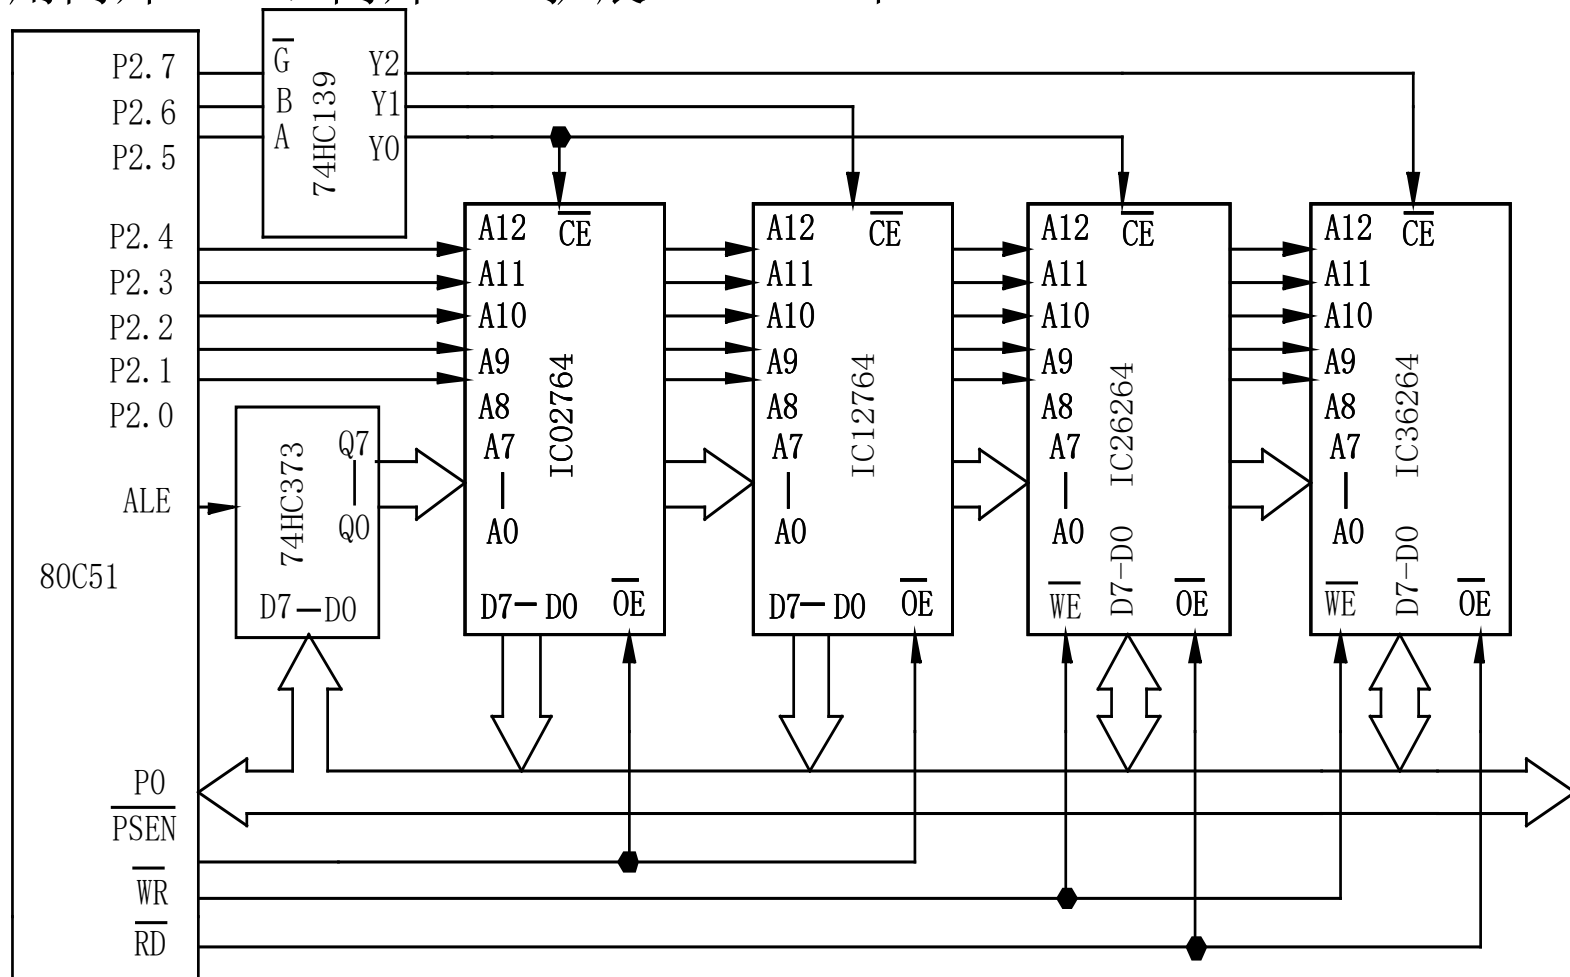 P2.7
P2.6
P2.5
P2.4
P2.3
P2.2
P2.1
P2.0
ALE
80C51
P0
PSEN
WR
RD
G
B
A
74HC139
Y2
Y1
Y0
74HC373
Q7
Q0
D7—D0
A12 CE
A11
A10
A9
A8
A7
A0
IC02764
D7—D0 OE
A12 CE
A11
A10
A9
A8
A7
A0
IC12764
D7—D0 OE
A12 CE
A11
A10
A9
A8
A7
A0
IC26264
WE D7-D0 OE
A12 CE
A11
A10
A9
A8
A7
A0
IC36264
WE D7-D0 OE